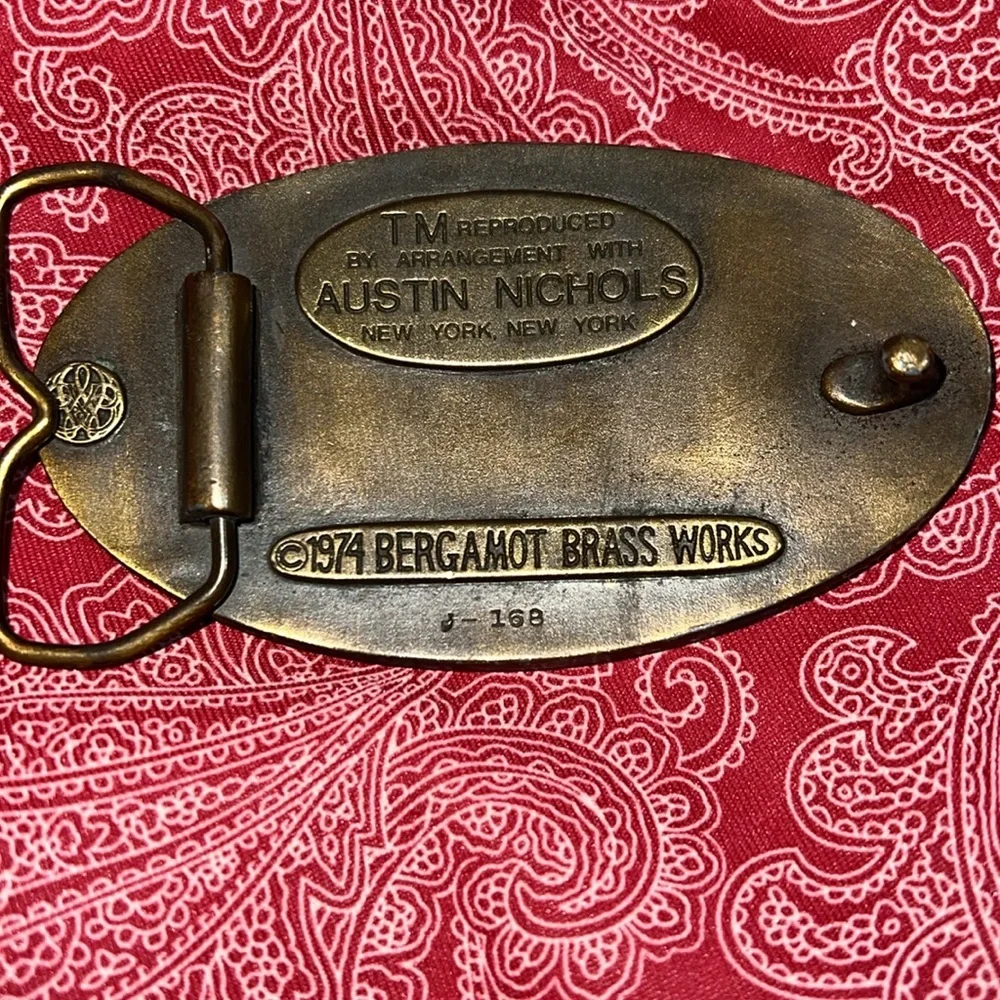 TM REPRODUCED
BY ARRANGEMENT WITH
AUSTIN NICHOLS
NEW YORK, NEW YORK
©1974 BERGAMOT BRASS WORKS
J-168